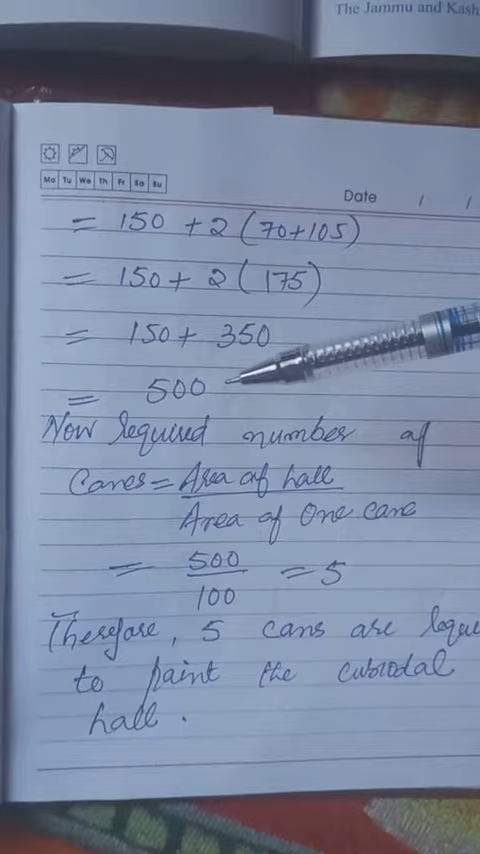 The Jammu and Kash
Mo Tu We Th Fr Sa Su
Date / /
= 150 + 2 (70+105)
= 150 + 2 (175)
= 150 + 350
= 500
Now required number of
Canes = Area of hall
Area of One cane
= 500
100
= 5
Therefore, 5 cans are requ
to paint the cubiodal
hall.